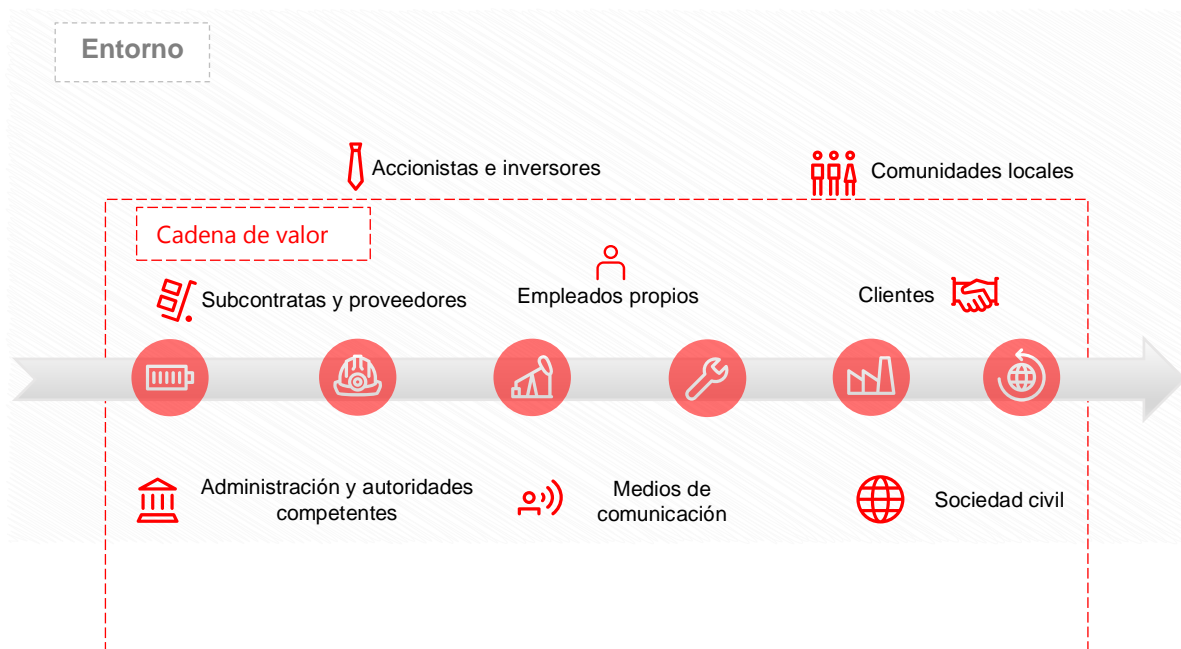 Entorno
Accionistas e inversores
Comunidades locales
Cadena de valor
Subcontratas y proveedores
Empleados propios
Clientes
Administración y autoridades
competentes
Medios de
comunicación
Sociedad civil